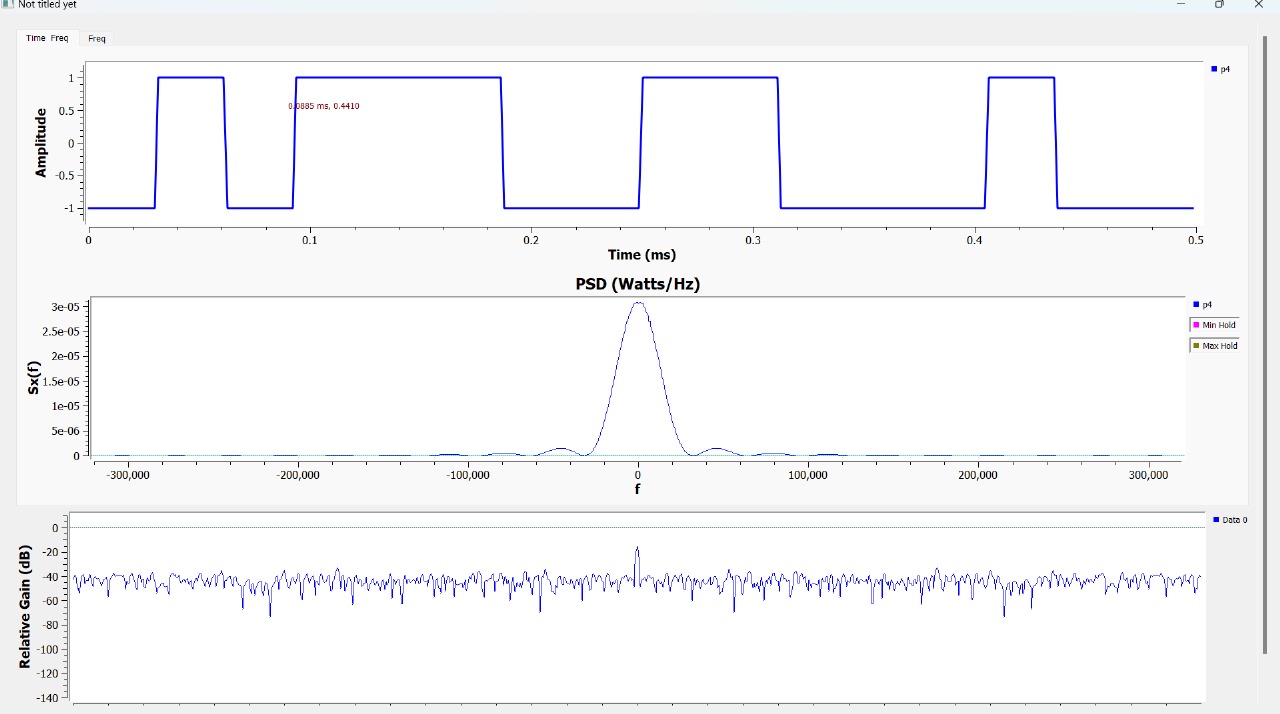 Not titled yet
Time Freq
Freq
Amplitude
1
0.5
0
-0.5
-1
0.0885 ms, 0.4410
p4
0 0.1 0.2 0.3 0.4 0.5
Time (ms)
PSD (Watts/Hz)
Sx(f)
3e-05
2.5e-05
2e-05
1.5e-05
1e-05
5e-06
0
p4
Min Hold
Max Hold
-300,000 -200,000 -100,000 0 100,000 200,000 300,000
f
Relative Gain (dB)
0
-20
-40
-60
-80
-100
-120
-140
Data 0